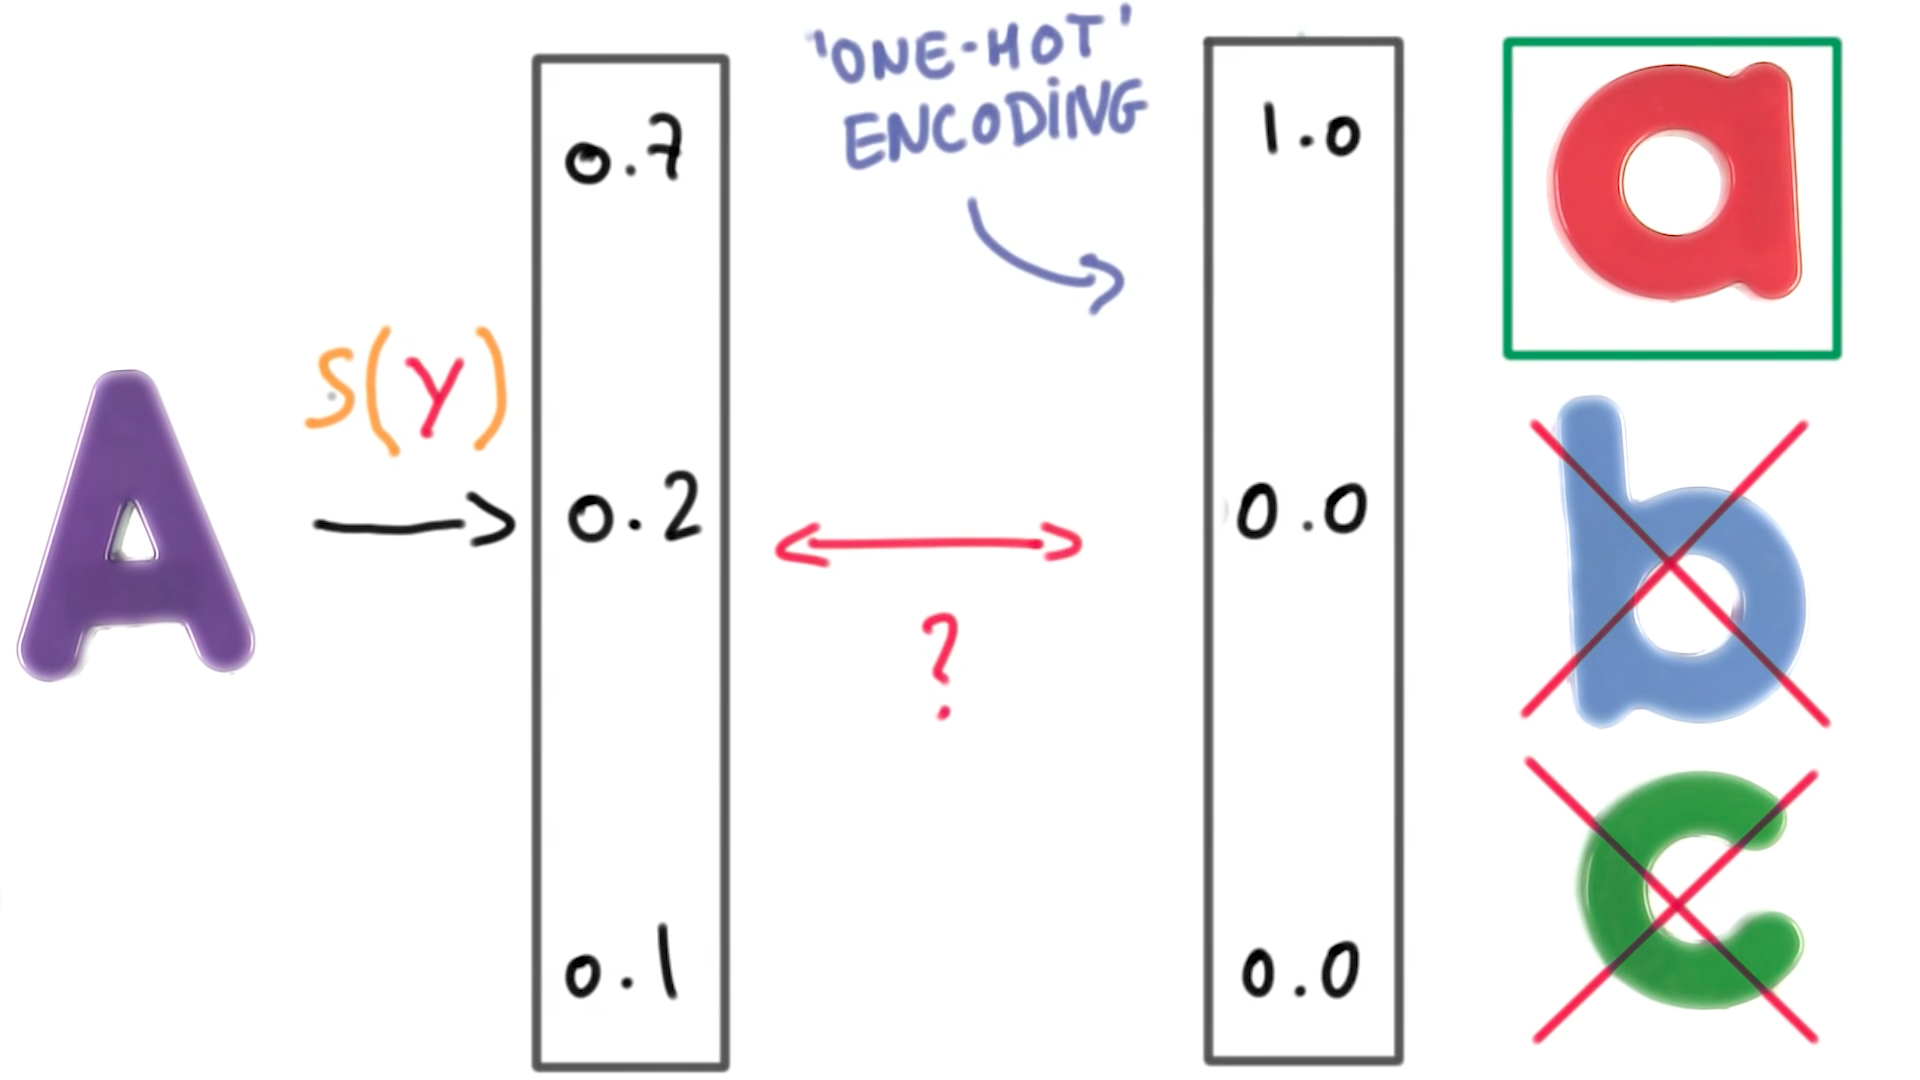 'ONE-HOT'
ENCODING
A
S(Y)
0.7
0.2
0.1
?
1.0
0.0
0.0
a
b
c